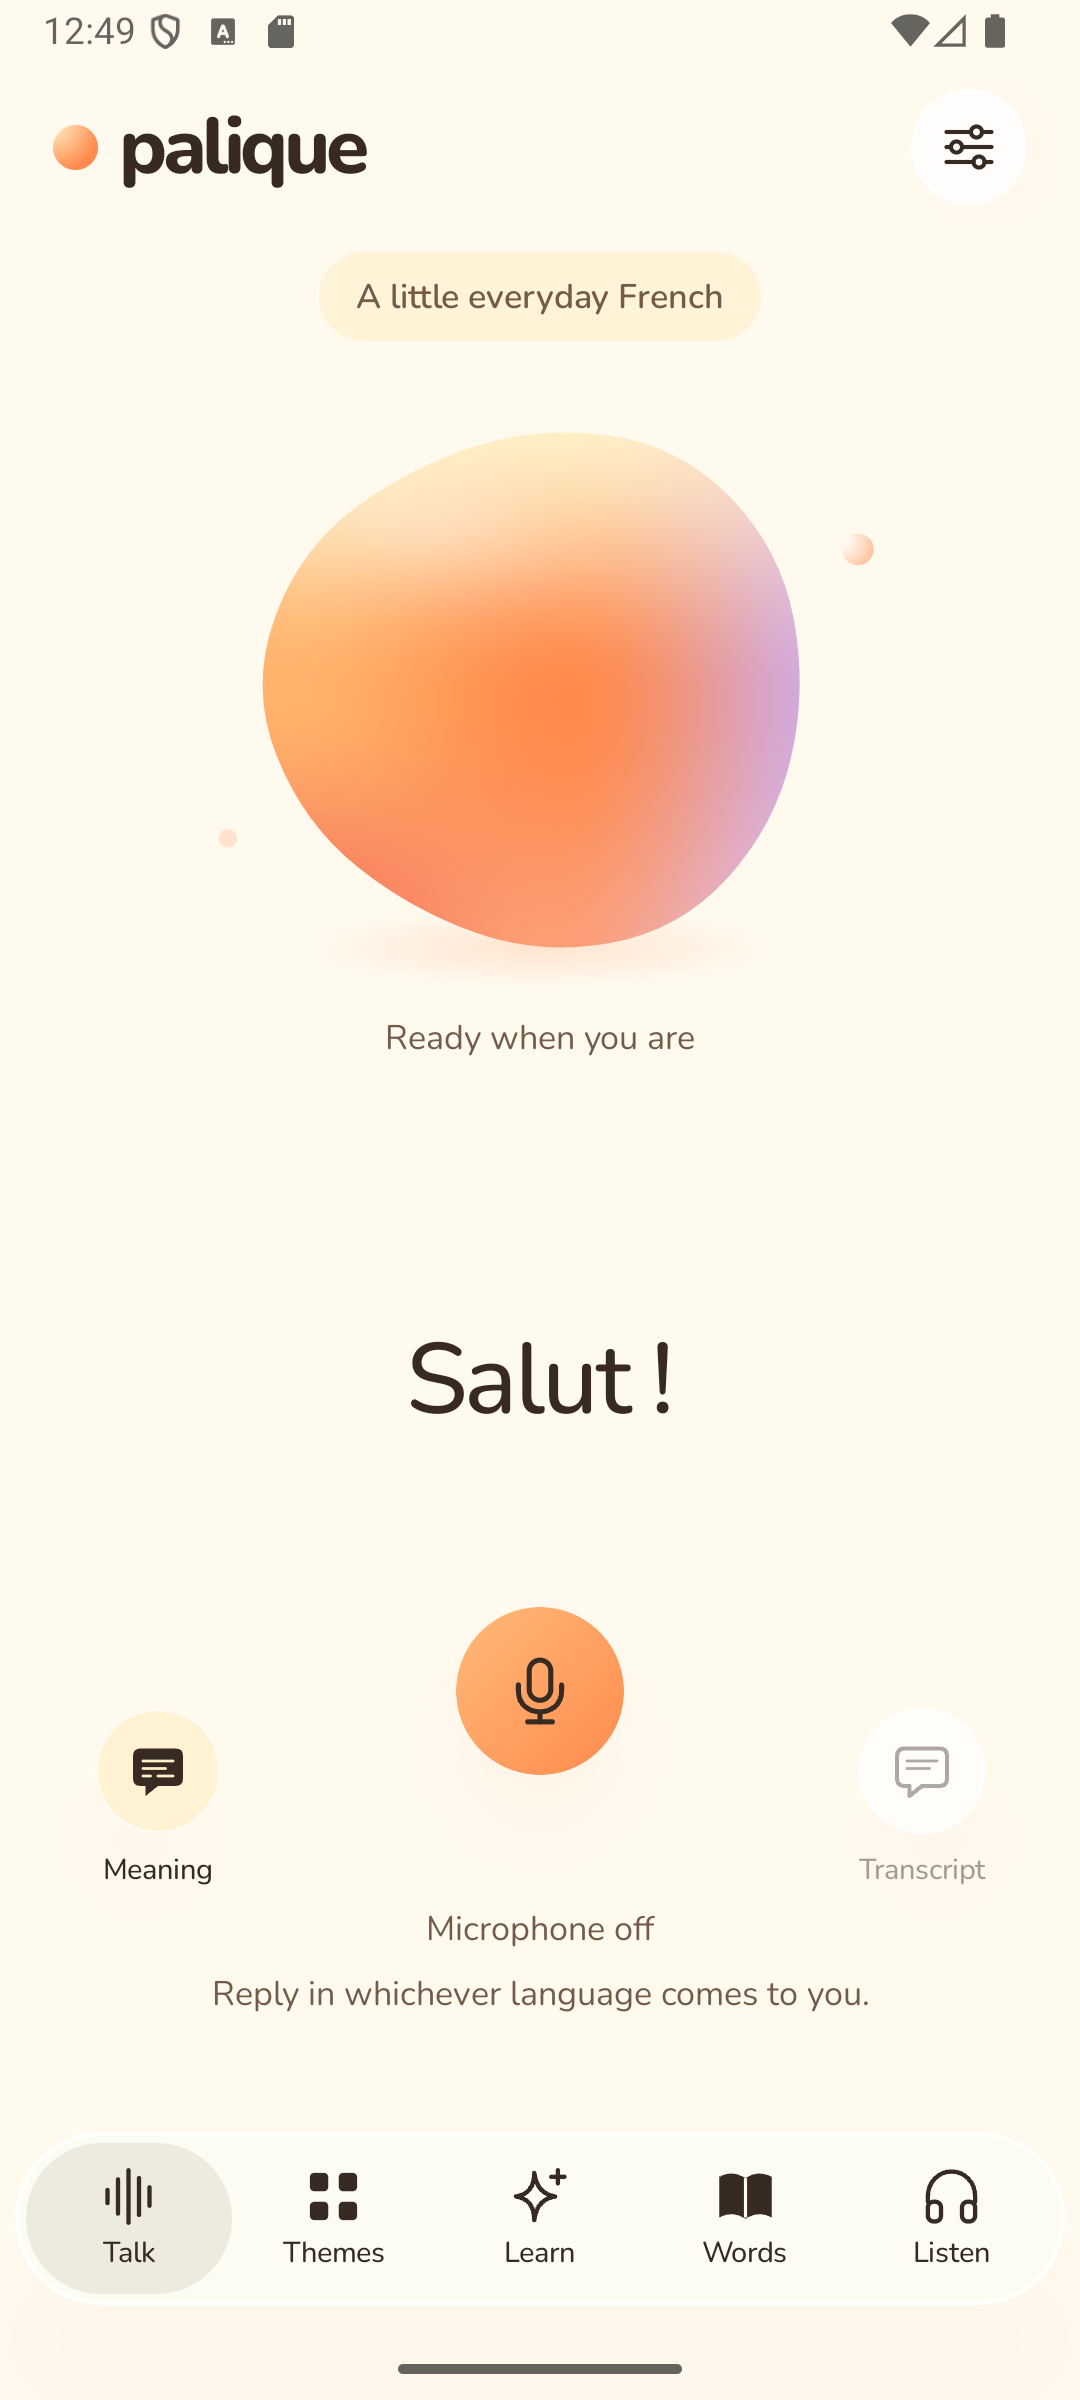 12:49
palique
A little everyday French
Ready when you are
Salut !
Meaning
Transcript
Microphone off
Reply in whichever language comes to you.
Talk
Themes
Learn
Words
Listen